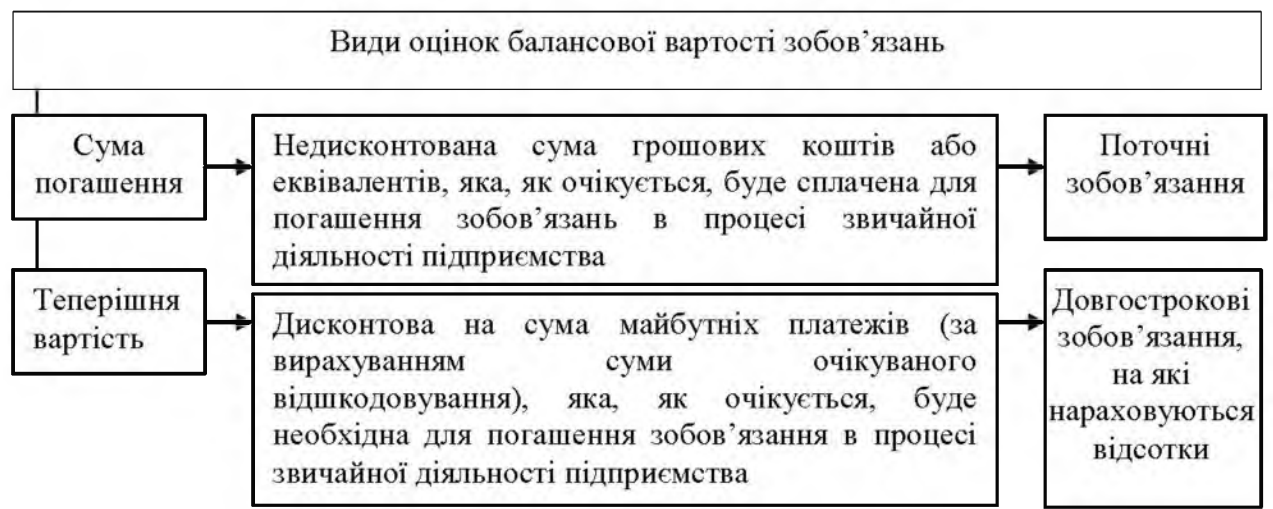 Види оцінок балансової вартості зобов’язань
Сума
погашення
Недисконтована сума грошових коштів або
еквівалентів, яка, як очікується, буде сплачена для
погашення зобов’язань в процесі звичайної
діяльності підприємства
Поточні
зобов’язання
Теперішня
вартість
Дисконтова на сума майбутніх платежів (за
вирахуванням суми очікуваного
відшкодовування), яка, як очікується, буде
необхідна для погашення зобов’язання в процесі
звичайної діяльності підприємства
Довгострокові
зобов’язання,
на які
нараховуються
відсотки